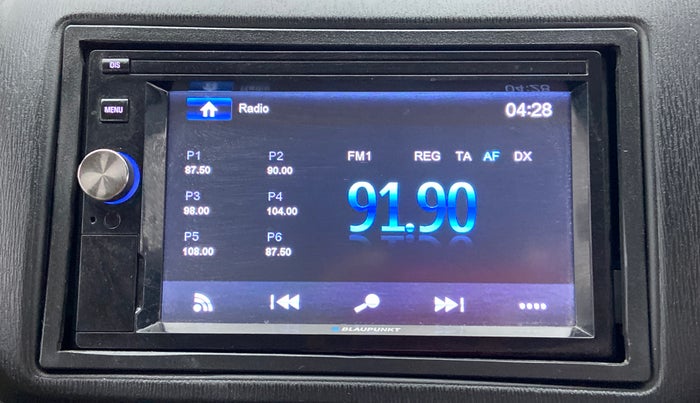 DIS
MENU
Radio
04:28
P1 P2
87.50 90.00
P3 P4
98.00 104.00
P5 P6
108.00 87.50
FM1 REG TA AF DX
91.90
BLAUPUNKT